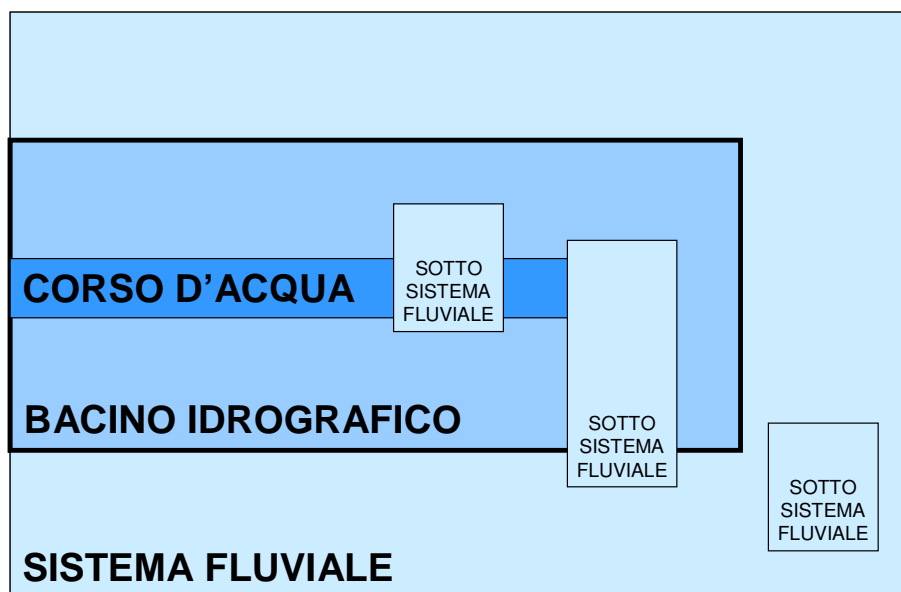 SOTTO
SISTEMA
FLUVIALE
CORSO D’ACQUA
BACINO IDROGRAFICO
SOTTO
SISTEMA
FLUVIALE
SOTTO
SISTEMA
FLUVIALE
SISTEMA FLUVIALE